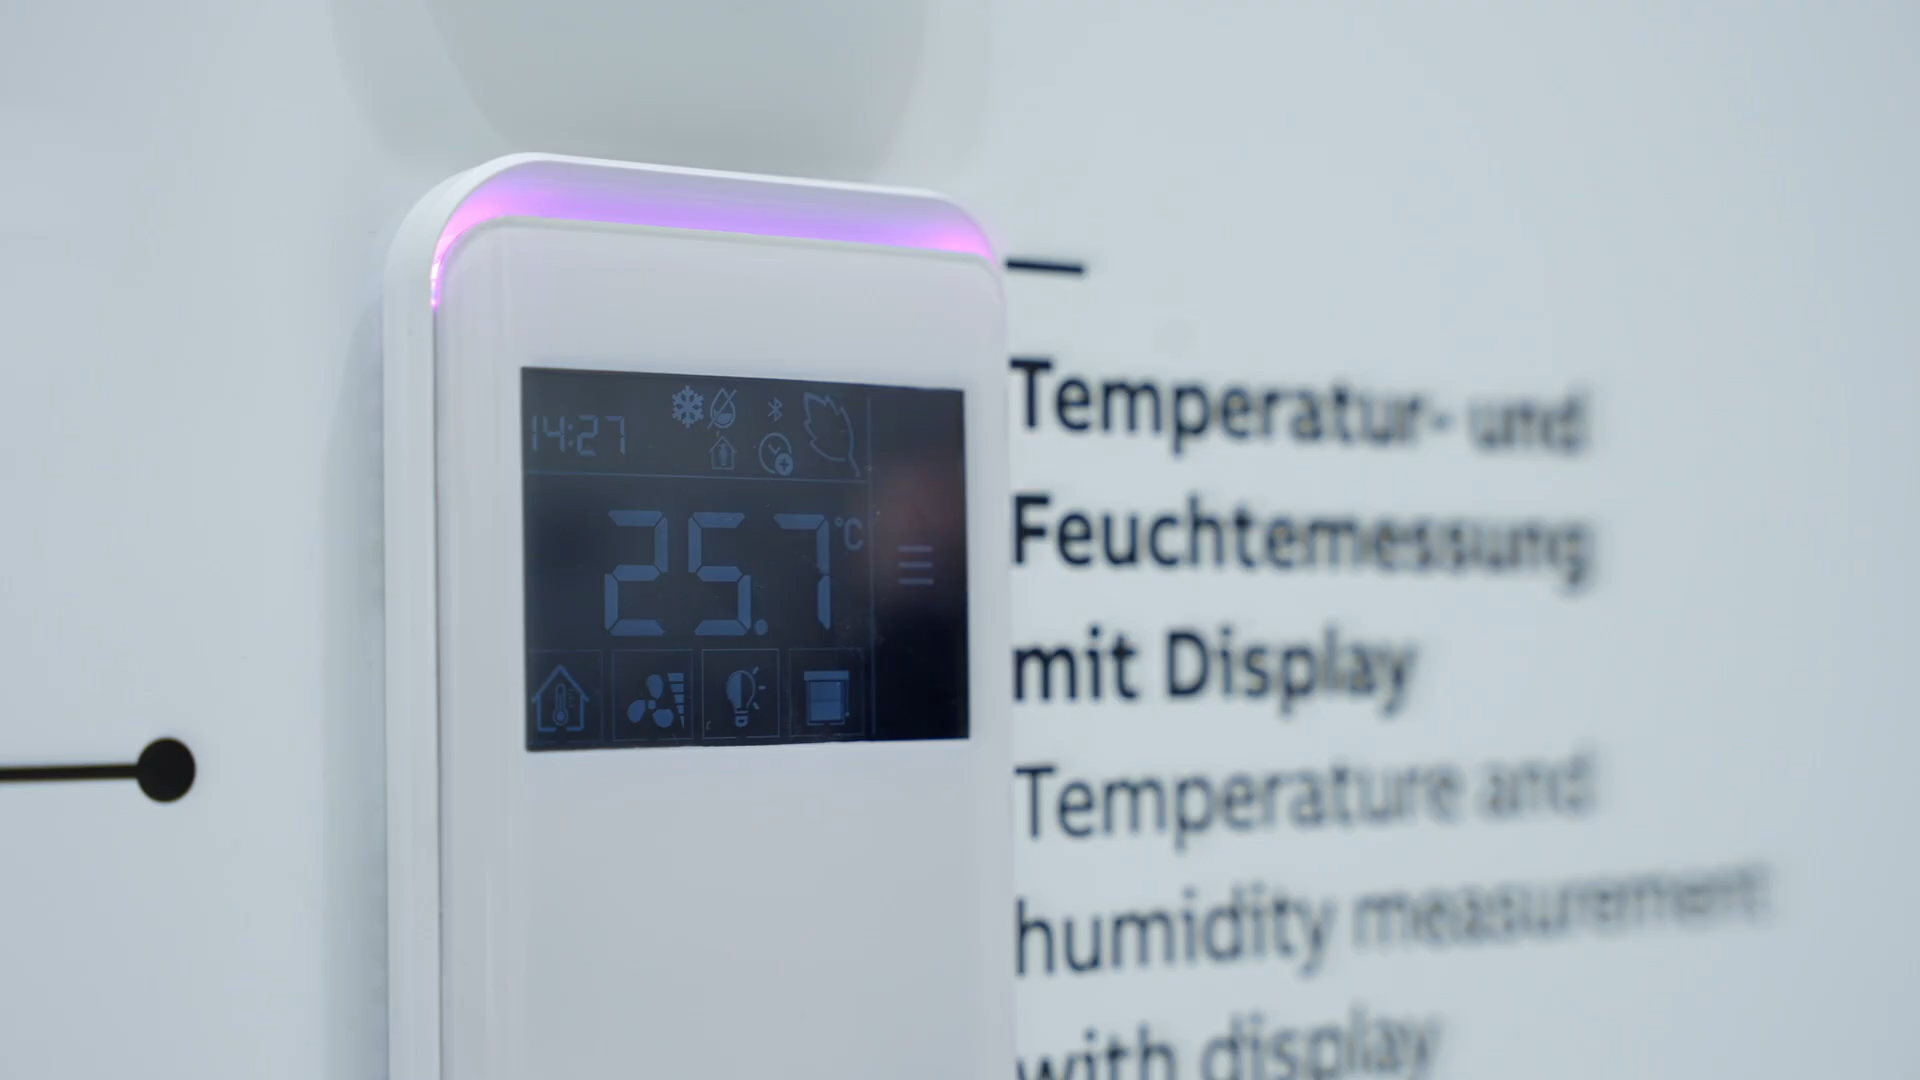 14:27
25.7 °C
Temperatur- und
Feuchtemessung
mit Display
Temperature and
humidity measurement
with display